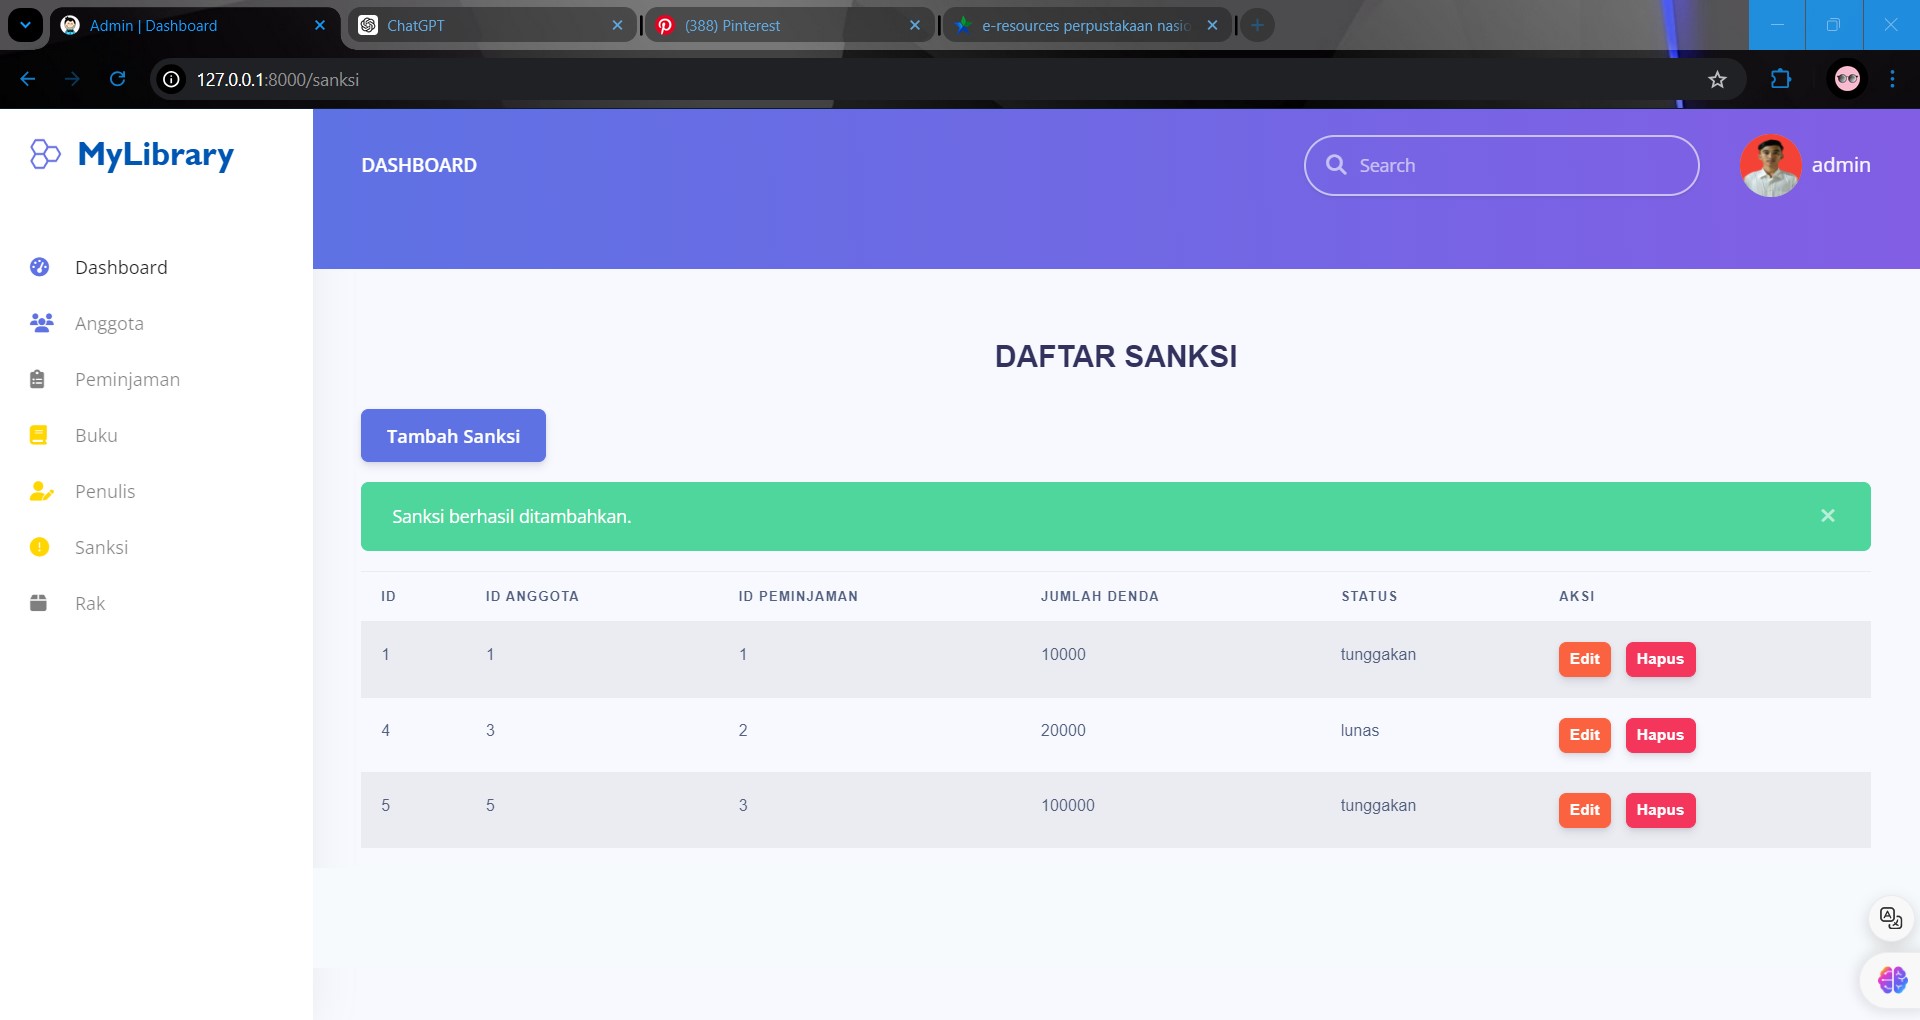 Admin | Dashboard
ChatGPT
(388) Pinterest
e-resources perpustakaan nasio
127.0.0.1:8000/sanksi
MyLibrary
DASHBOARD
Search
admin
Dashboard
Anggota
Peminjaman
Buku
Penulis
Sanksi
Rak
DAFTAR SANKSI
Tambah Sanksi
Sanksi berhasil ditambahkan.
ID ID ANGGOTA ID PEMINJAMAN JUMLAH DENDA STATUS AKSI
1 1 1 10000 tunggakan Edit Hapus
4 3 2 20000 lunas Edit Hapus
5 5 3 100000 tunggakan Edit Hapus